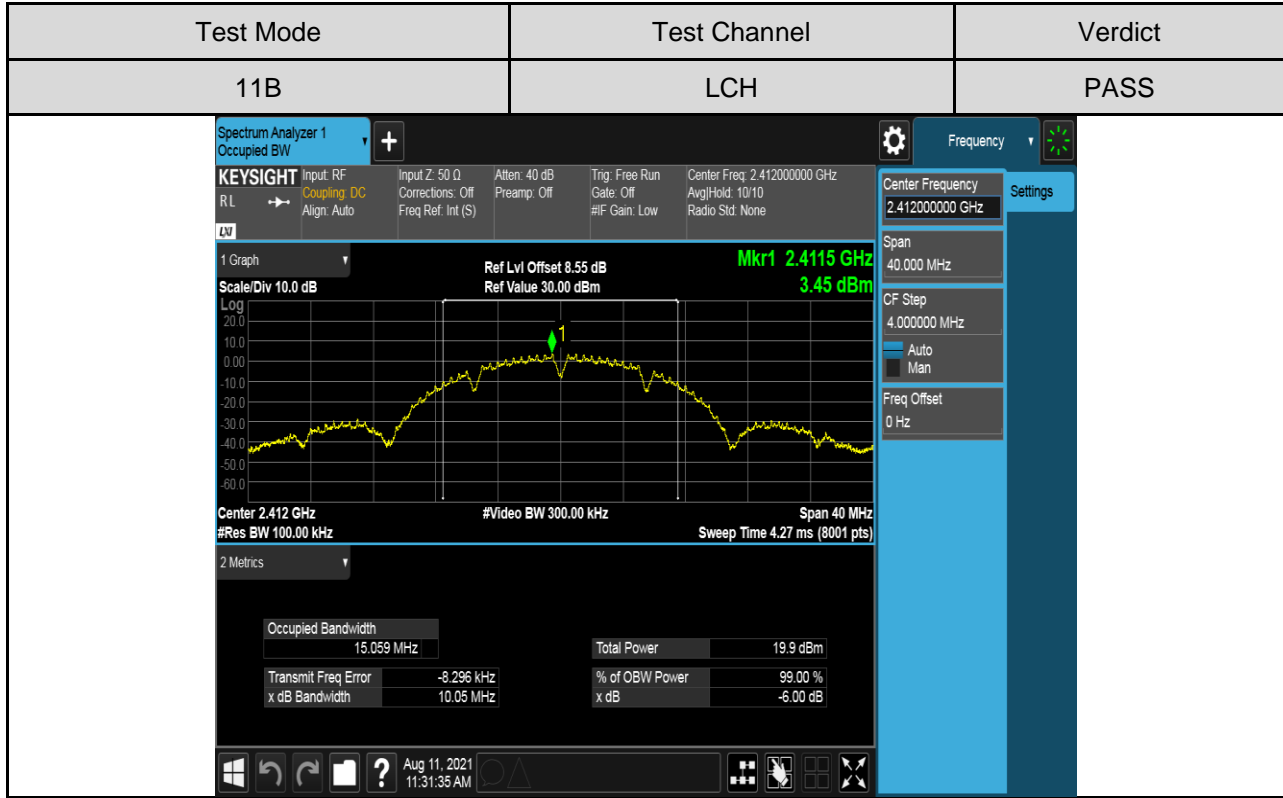 Test Mode Test Channel Verdict
11B LCH PASS
Spectrum Analyzer 1
Occupied BW
+
Frequency
KEYSIGHT Input: RF Input Z: 50 Ω Atten: 40 dB Trig: Free Run Center Freq: 2.412000000 GHz
RL Coupling: DC Corrections: Off Preamp: Off Gate: Off Avg|Hold: 10/10
Align: Auto Freq Ref: Int (S) #IF Gain: Low Radio Std: None
LXI
Center Frequency
2.412000000 GHz
Settings
Span
40.000 MHz
CF Step
4.000000 MHz
Auto
Man
Freq Offset
0 Hz
1 Graph
Scale/Div 10.0 dB
Ref Lvl Offset 8.55 dB
Ref Value 30.00 dBm
Mkr1 2.4115 GHz
3.45 dBm
Log
20.0
10.0
0.00
-10.0
-20.0
-30.0
-40.0
-50.0
-60.0
1
Center 2.412 GHz #Video BW 300.00 kHz Span 40 MHz
#Res BW 100.00 kHz Sweep Time 4.27 ms (8001 pts)
2 Metrics
Occupied Bandwidth
15.059 MHz
Total Power 19.9 dBm
Transmit Freq Error -8.296 kHz % of OBW Power 99.00 %
x dB Bandwidth 10.05 MHz x dB -6.00 dB
?
Aug 11, 2021
11:31:35 AM